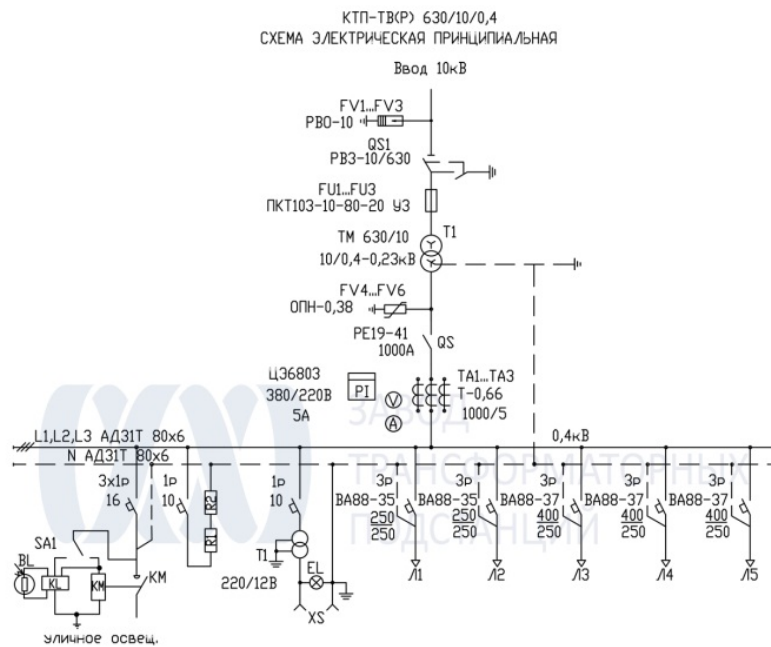 КТП-ТВ(Р) 630/10/0,4
СХЕМА ЭЛЕКТРИЧЕСКАЯ ПРИНЦИПИАЛЬНАЯ
Ввод 10кВ
FV1...FV3
РВО-10
QS1
РВЗ-10/630
FU1...FU3
ПКТ103-10-80-20 У3
ТМ 630/10
T1
10/0,4-0,23кВ
FV4...FV6
ОПН-0,38
РЕ19-41
1000А
QS
ЦЭ6803
380/220В
5А
PI
V
A
ТА1...ТА3
Т-0,66
1000/5
ЗАВОД
ТРАНСФОРМАТОРНЫХ
ПОДСТАНЦИЙ
L1,L2,L3 АД31Т 80х6
0,4кВ
N АД31Т 80х6
3х1р
16
1р
10
1р
10
3р
ВА88-35
250
250
3р
ВА88-35
250
250
3р
ВА88-37
400
250
3р
ВА88-37
400
250
3р
ВА88-37
400
250
R2
R1
SA1
BL
KL
KM
KM
T1
220/12В
EL
XS
Л1
Л2
Л3
Л4
Л5
Уличное освещ.